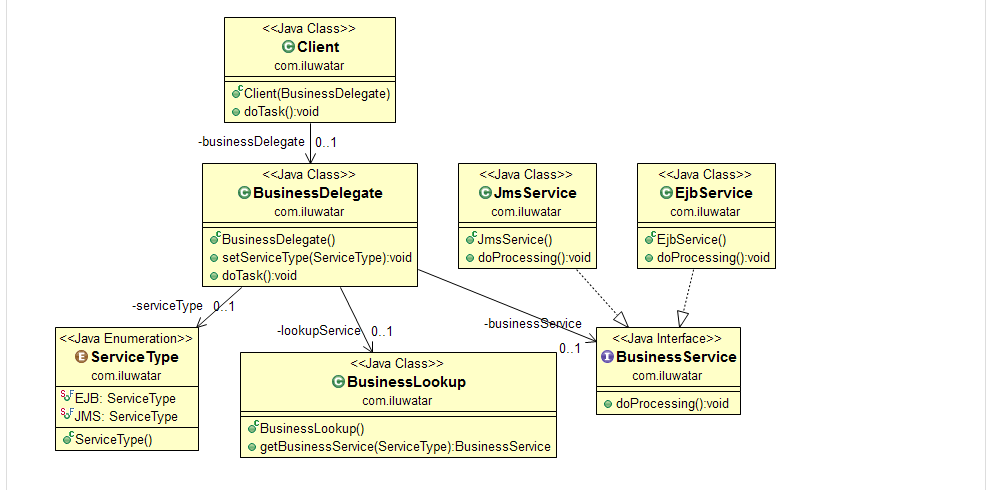 <<Java Class>>
Client
com.iluwatar
Client(BusinessDelegate)
doTask():void
-businessDelegate 0..1
<<Java Class>>
BusinessDelegate
com.iluwatar
BusinessDelegate()
setServiceType(ServiceType):void
doTask():void
<<Java Class>>
JmsService
com.iluwatar
JmsService()
doProcessing():void
<<Java Class>>
EjbService
com.iluwatar
EjbService()
doProcessing():void
-serviceType 0..1
-lookupService 0..1
-businessService
0..1
<<Java Enumeration>>
ServiceType
com.iluwatar
EJB: ServiceType
JMS: ServiceType
ServiceType()
<<Java Class>>
BusinessLookup
com.iluwatar
BusinessLookup()
getBusinessService(ServiceType):BusinessService
<<Java Interface>>
BusinessService
com.iluwatar
doProcessing():void